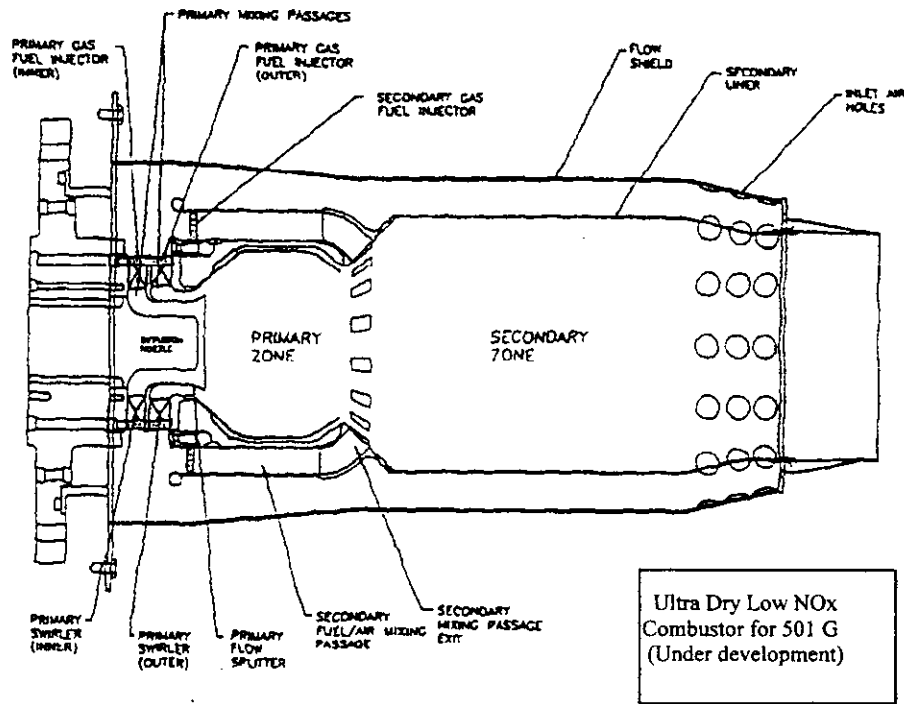 PRIMARY MIXING PASSAGES
PRIMARY GAS
FUEL INJECTOR
(INNER)
PRIMARY GAS
FUEL INJECTOR
(OUTER)
SECONDARY GAS
FUEL INJECTOR
FLOW
SHIELD
SECONDARY
LINER
INLET AIR
HOLES
NOZZLE
PRIMARY
ZONE
SECONDARY
ZONE
PRIMARY
SWIRLER
(INNER)
PRIMARY
SWIRLER
(OUTER)
PRIMARY
FLOW
SPLITTER
SECONDARY
FUEL/AIR MIXING
PASSAGE
SECONDARY
MIXING PASSAGE
EXIT
Ultra Dry Low NOx
Combustor for 501 G
(Under development)